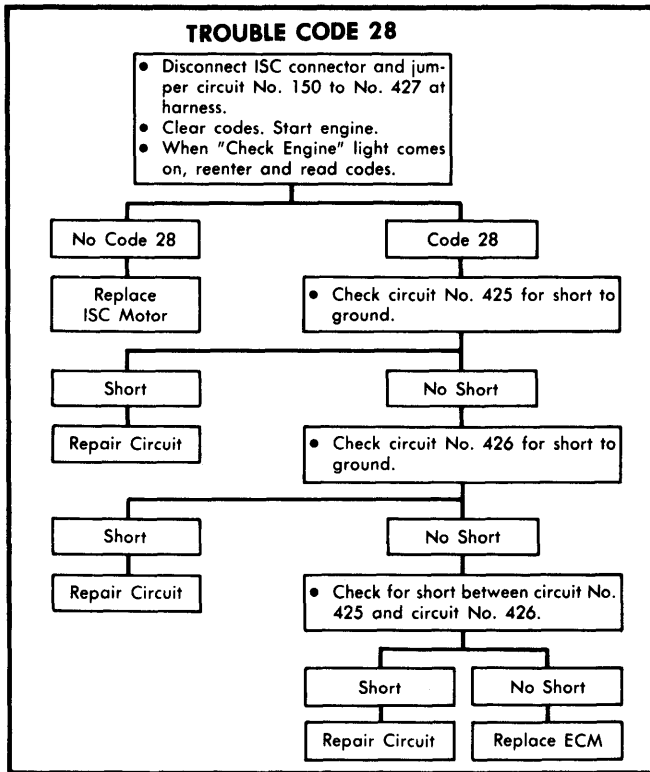 TROUBLE CODE 28
• Disconnect ISC connector and jum-
per circuit No. 150 to No. 427 at
harness.
• Clear codes. Start engine.
• When "Check Engine" light comes
on, reenter and read codes.
No Code 28
Code 28
Replace
ISC Motor
• Check circuit No. 425 for short to
ground.
Short
No Short
Repair Circuit
• Check circuit No. 426 for short to
ground.
Short
No Short
Repair Circuit
• Check for short between circuit No.
425 and circuit No. 426.
Short
No Short
Repair Circuit
Replace ECM